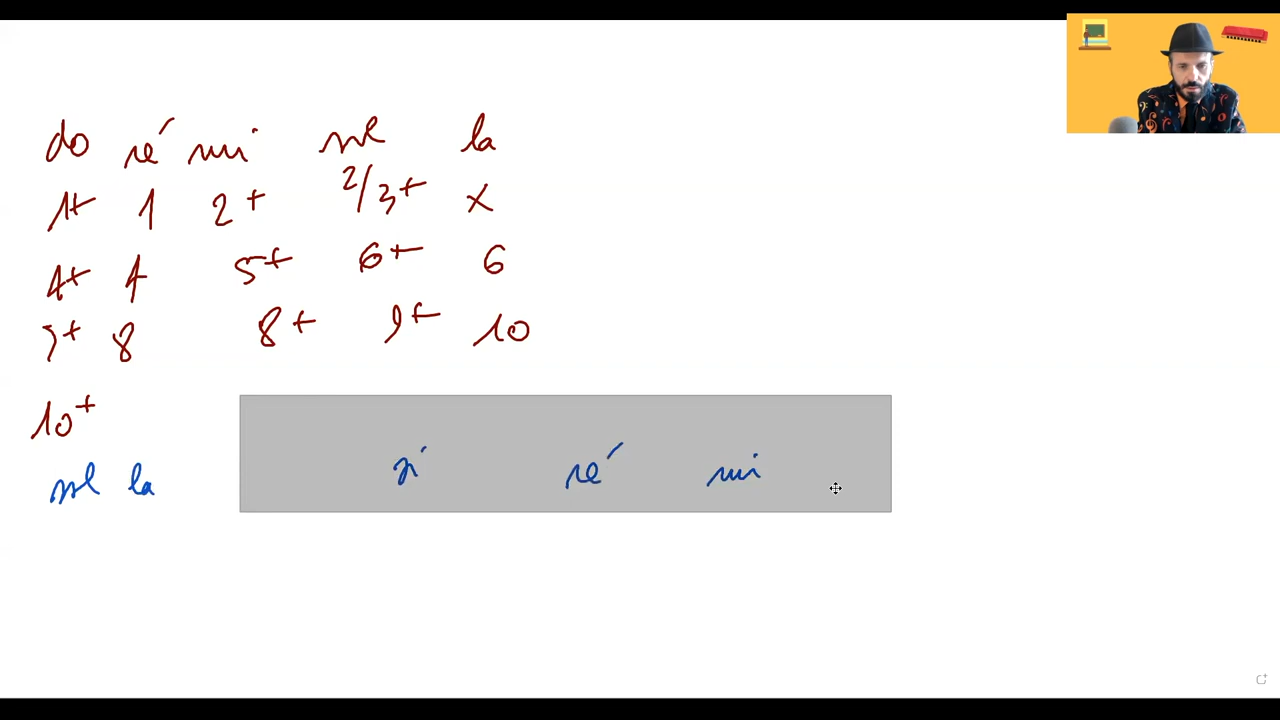 do ré mi sol la
1+ 1 2+ 2/3+ X
4+ 4 5+ 6+ 6
7+ 8 8+ 9+ 10
10+
sol la si ré mi